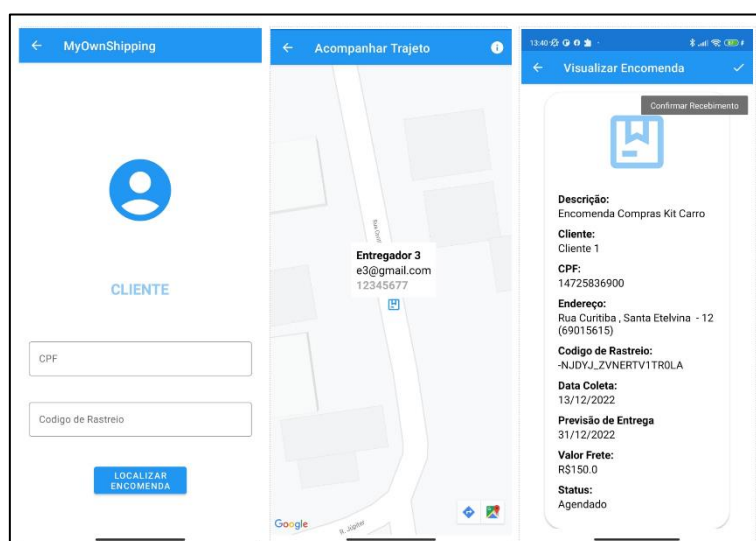 MyOwnShipping
CLIENTE
CPF
Codigo de Rastreio
LOCALIZAR
ENCOMENDA
Acompanhar Trajeto
Entregador 3
e3@gmail.com
12345677
Google
R. Júpiter
13:40
Visualizar Encomenda
Confirmar Recebimento
Descrição:
Encomenda Compras Kit Carro
Cliente:
Cliente 1
CPF:
14725836900
Endereço:
Rua Curitiba , Santa Etelvina - 12
(69015615)
Codigo de Rastreio:
-NJDYJ_ZVNERTV1TR0LA
Data Coleta:
13/12/2022
Previsão de Entrega
31/12/2022
Valor Frete:
R$150.0
Status:
Agendado